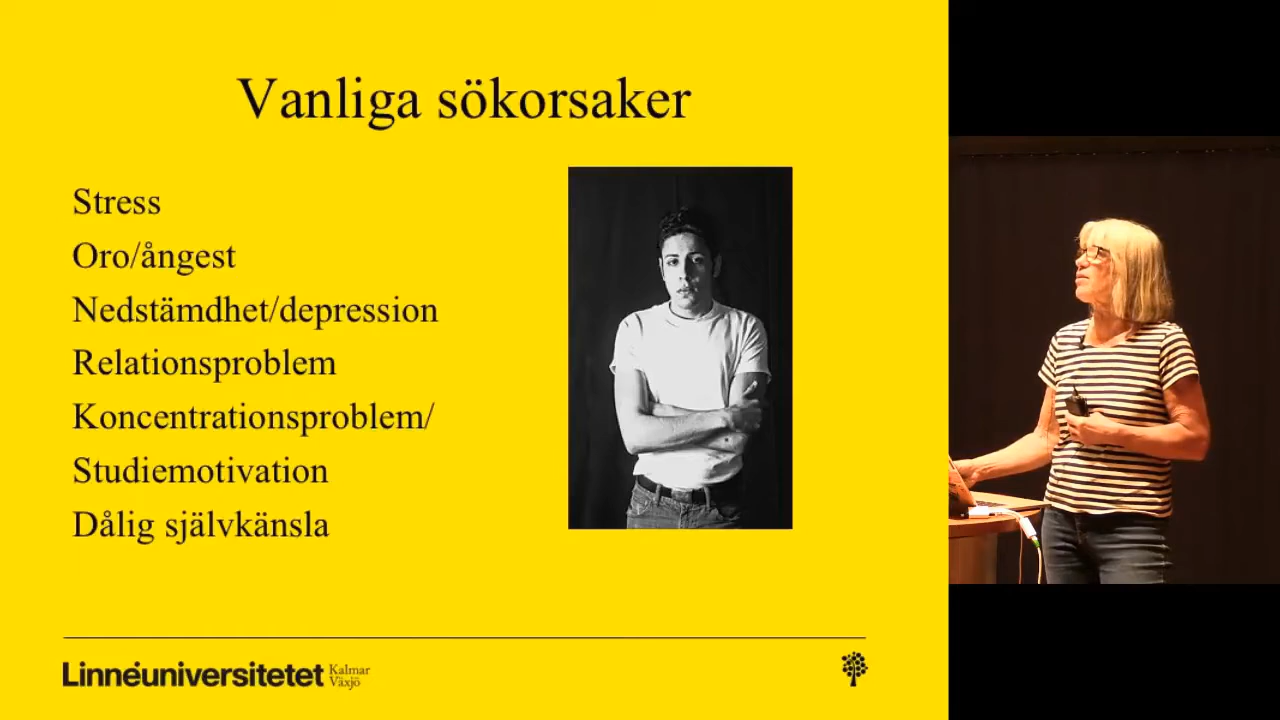 Vanliga sökorsaker
Stress
Oro/ångest
Nedstämdhet/depression
Relationsproblem
Koncentrationsproblem/
Studiemotivation
Dålig självkänsla
Linnéuniversitetet
Kalmar
Växjö